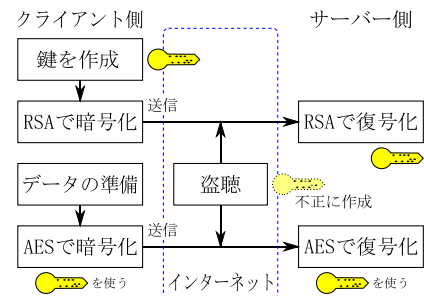 クライアント側
サーバー側
鍵を作成
RSAで暗号化
送信
RSAで復号化
データの準備
盗聴
不正に作成
AESで暗号化
送信
AESで復号化
を使う
インターネット
を使う